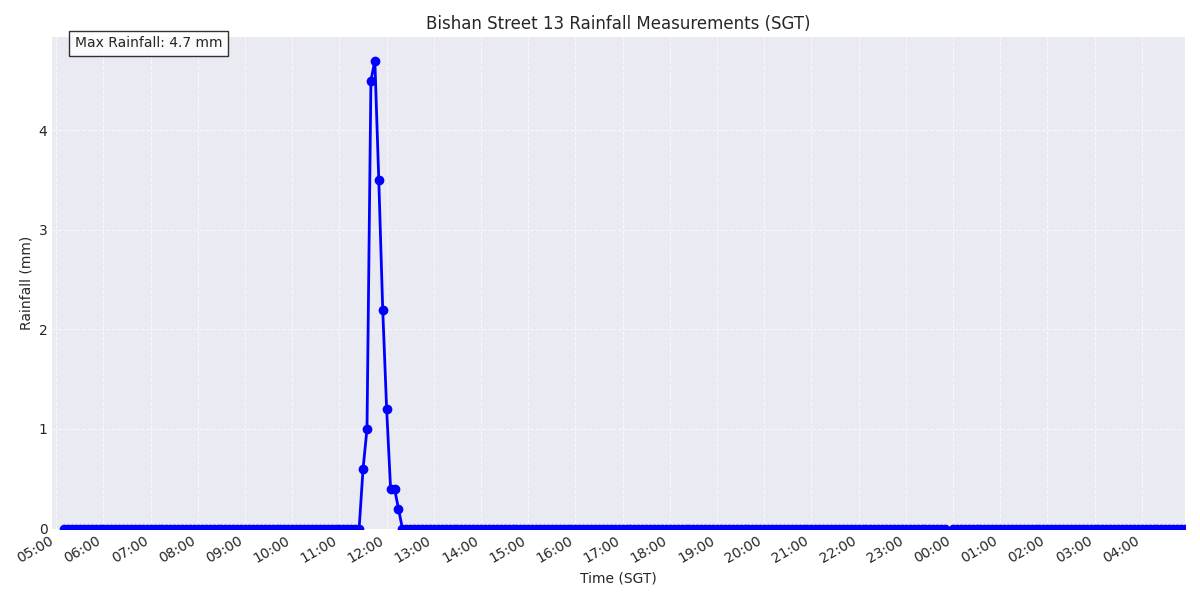 Bishan Street 13 Rainfall Measurements (SGT)
Max Rainfall: 4.7 mm
Rainfall (mm)
4
3
2
1
0
05:00 06:00 07:00 08:00 09:00 10:00 11:00 12:00 13:00 14:00 15:00 16:00 17:00 18:00 19:00 20:00 21:00 22:00 23:00 00:00 01:00 02:00 03:00 04:00
Time (SGT)